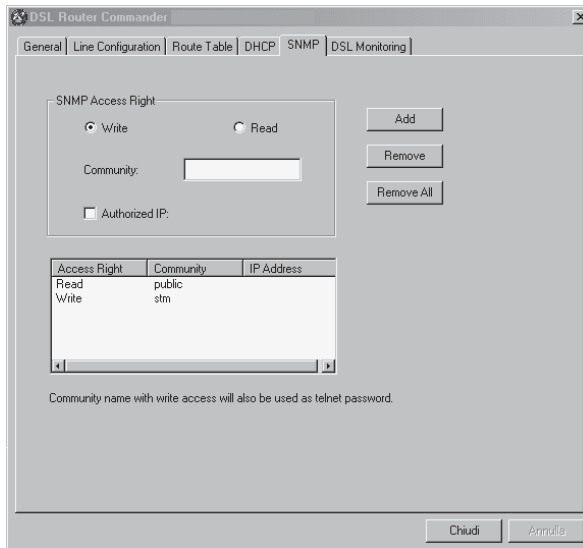 DSL Router Commander
General Line Configuration Route Table DHCP SNMP DSL Monitoring
SNMP Access Right
Write Read
Community:
Authorized IP:
Add
Remove
Remove All
Access Right Community IP Address
Read public
Write stm
Community name with write access will also be used as telnet password.
Chiudi Annulla